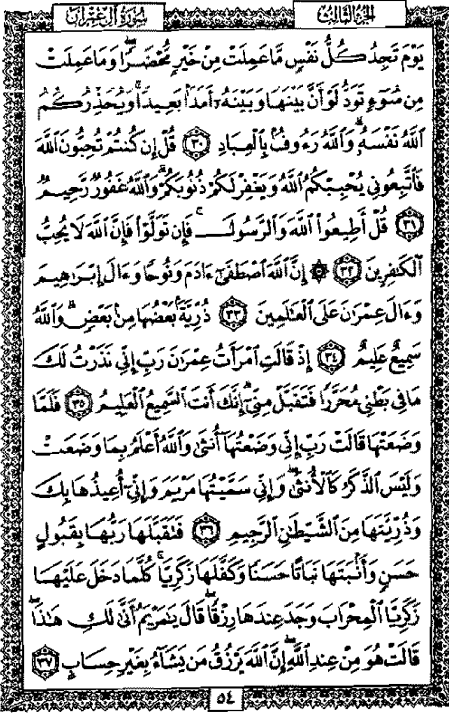 الجزء الثالث
سورة آل عمران
يَوْمَ تَجِدُ كُلُّ نَفْسٍ مَّا عَمِلَتْ مِنْ خَيْرٍ مُّحْضَرًا وَمَا عَمِلَتْ
مِن سُوٓءٍ تَوَدُّ لَوْ أَنَّ بَيْنَهَا وَبَيْنَهُۥٓ أَمَدًۢا بَعِيدًا ۗ وَيُحَذِّرُكُمُ
ٱللَّهُ نَفْسَهُۥ ۗ وَٱللَّهُ رَءُوفٌۢ بِٱلْعِبَادِ ٣٠ قُلْ إِن كُنتُمْ تُحِبُّونَ ٱللَّهَ
فَٱتَّبِعُونِى يُحْبِبْكُمُ ٱللَّهُ وَيَغْفِرْ لَكُمْ ذُنُوبَكُمْ ۗ وَٱللَّهُ غَفُورٌ رَّحِيمٌ
٣١ قُلْ أَطِيعُوا۟ ٱللَّهَ وَٱلرَّسُولَ ۖ فَإِن تَوَلَّوْا۟ فَإِنَّ ٱللَّهَ لَا يُحِبُّ
ٱلْكَٰفِرِينَ ٣٢ ۞ إِنَّ ٱللَّهَ ٱصْطَفَىٰٓ ءَادَمَ وَنُوحًا وَءَالَ إِبْرَٰهِيمَ
وَءَالَ عِمْرَٰنَ عَلَى ٱلْعَٰلَمِينَ ٣٣ ذُرِّيَّةًۢ بَعْضُهَا مِنۢ بَعْضٍ ۗ وَٱللَّهُ
سَمِيعٌ عَلِيمٌ ٣٤ إِذْ قَالَتِ ٱمْرَأَتُ عِمْرَٰنَ رَبِّ إِنِّى نَذَرْتُ لَكَ
مَا فِى بَطْنِى مُحَرَّرًا فَتَقَبَّلْ مِنِّىٓ ۖ إِنَّكَ أَنتَ ٱلسَّمِيعُ ٱلْعَلِيمُ ٣٥ فَلَمَّا
وَضَعَتْهَا قَالَتْ رَبِّ إِنِّى وَضَعْتُهَآ أُنثَىٰ وَٱللَّهُ أَعْلَمُ بِمَا وَضَعَتْ
وَلَيْسَ ٱلذَّكَرُ كَٱلْأُنثَىٰ ۖ وَإِنِّى سَمَّيْتُهَا مَرْيَمَ وَإِنِّىٓ أُعِيذُهَا بِكَ
وَذُرِّيَّتَهَا مِنَ ٱلشَّيْطَٰنِ ٱلرَّجِيمِ ٣٦ فَتَقَبَّلَهَا رَبُّهَا بِقَبُولٍ
حَسَنٍ وَأَنۢبَتَهَا نَبَاتًا حَسَنًا وَكَفَّلَهَا زَكَرِيَّا ۖ كُلَّمَا دَخَلَ عَلَيْهَا
زَكَرِيَّا ٱلْمِحْرَابَ وَجَدَ عِندَهَا رِزْقًا ۖ قَالَ يَٰمَرْيَمُ أَنَّىٰ لَكِ هَٰذَا ۖ
قَالَتْ هُوَ مِنْ عِندِ ٱللَّهِ ۖ إِنَّ ٱللَّهَ يَرْزُقُ مَن يَشَآءُ بِغَيْرِ حِسَابٍ ٣٧
٥٤